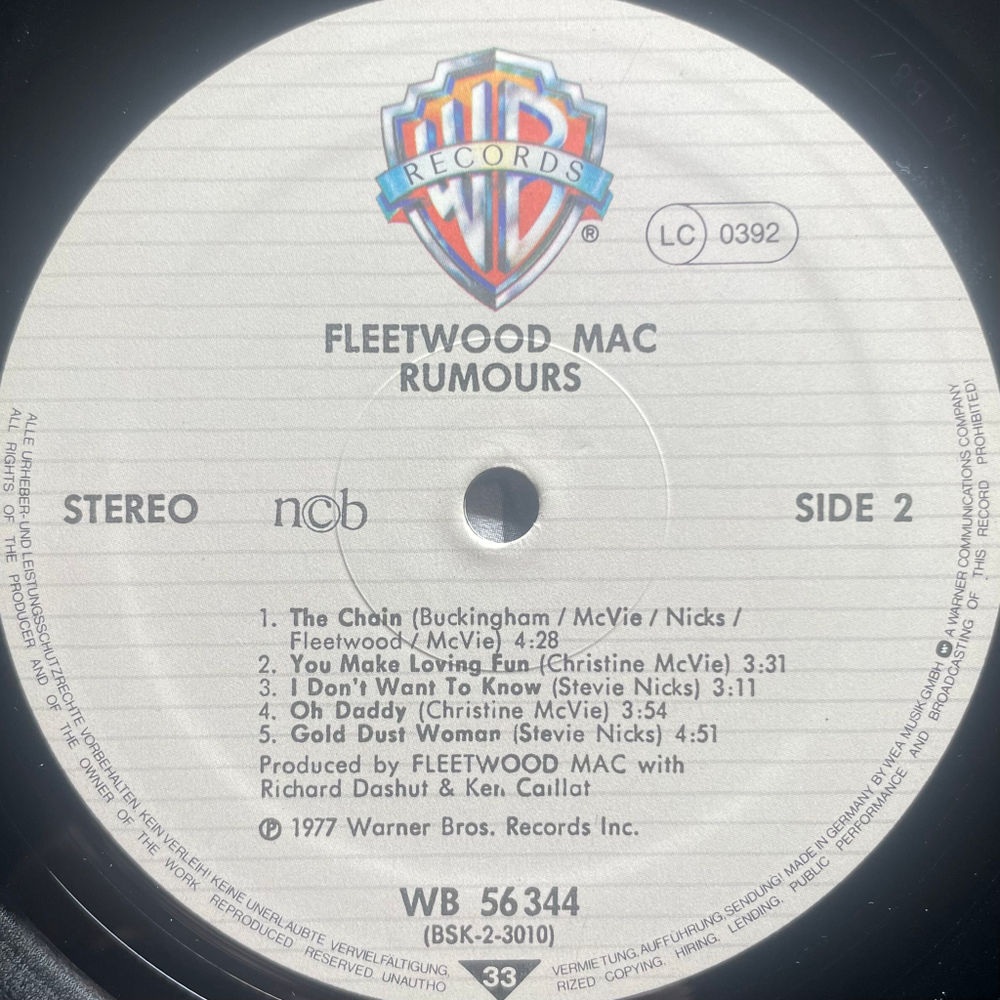 WB
RECORDS
®
LC 0392
FLEETWOOD MAC
RUMOURS
STEREO
n©b
SIDE 2
1. The Chain (Buckingham / McVie / Nicks /
Fleetwood / McVie) 4:28
2. You Make Loving Fun (Christine McVie) 3:31
3. I Don't Want To Know (Stevie Nicks) 3:11
4. Oh Daddy (Christine McVie) 3:54
5. Gold Dust Woman (Stevie Nicks) 4:51
Produced by FLEETWOOD MAC with
Richard Dashut & Ken Caillat
℗ 1977 Warner Bros. Records Inc.
WB 56 344
(BSK-2-3010)
33
ALLE URHEBER- UND LEISTUNGSSCHUTZRECHTE VORBEHALTEN KEIN VERLEIH! KEINE UNERLAUBTE VERVIELFÄLTIGUNG, VERMIETUNG, AUFFÜHRUNG, SENDUNG! MADE IN GERMANY BY WEA MUSIK GMBH A WARNER COMMUNICATIONS COMPANY
ALL RIGHTS OF THE PRODUCER AND OF THE OWNER OF THE WORK REPRODUCED RESERVED UNAUTHORIZED COPYING. HIRING. LENDING. PUBLIC PERFORMANCE AND BROADCASTING OF THIS RECORD PROHIBITED!